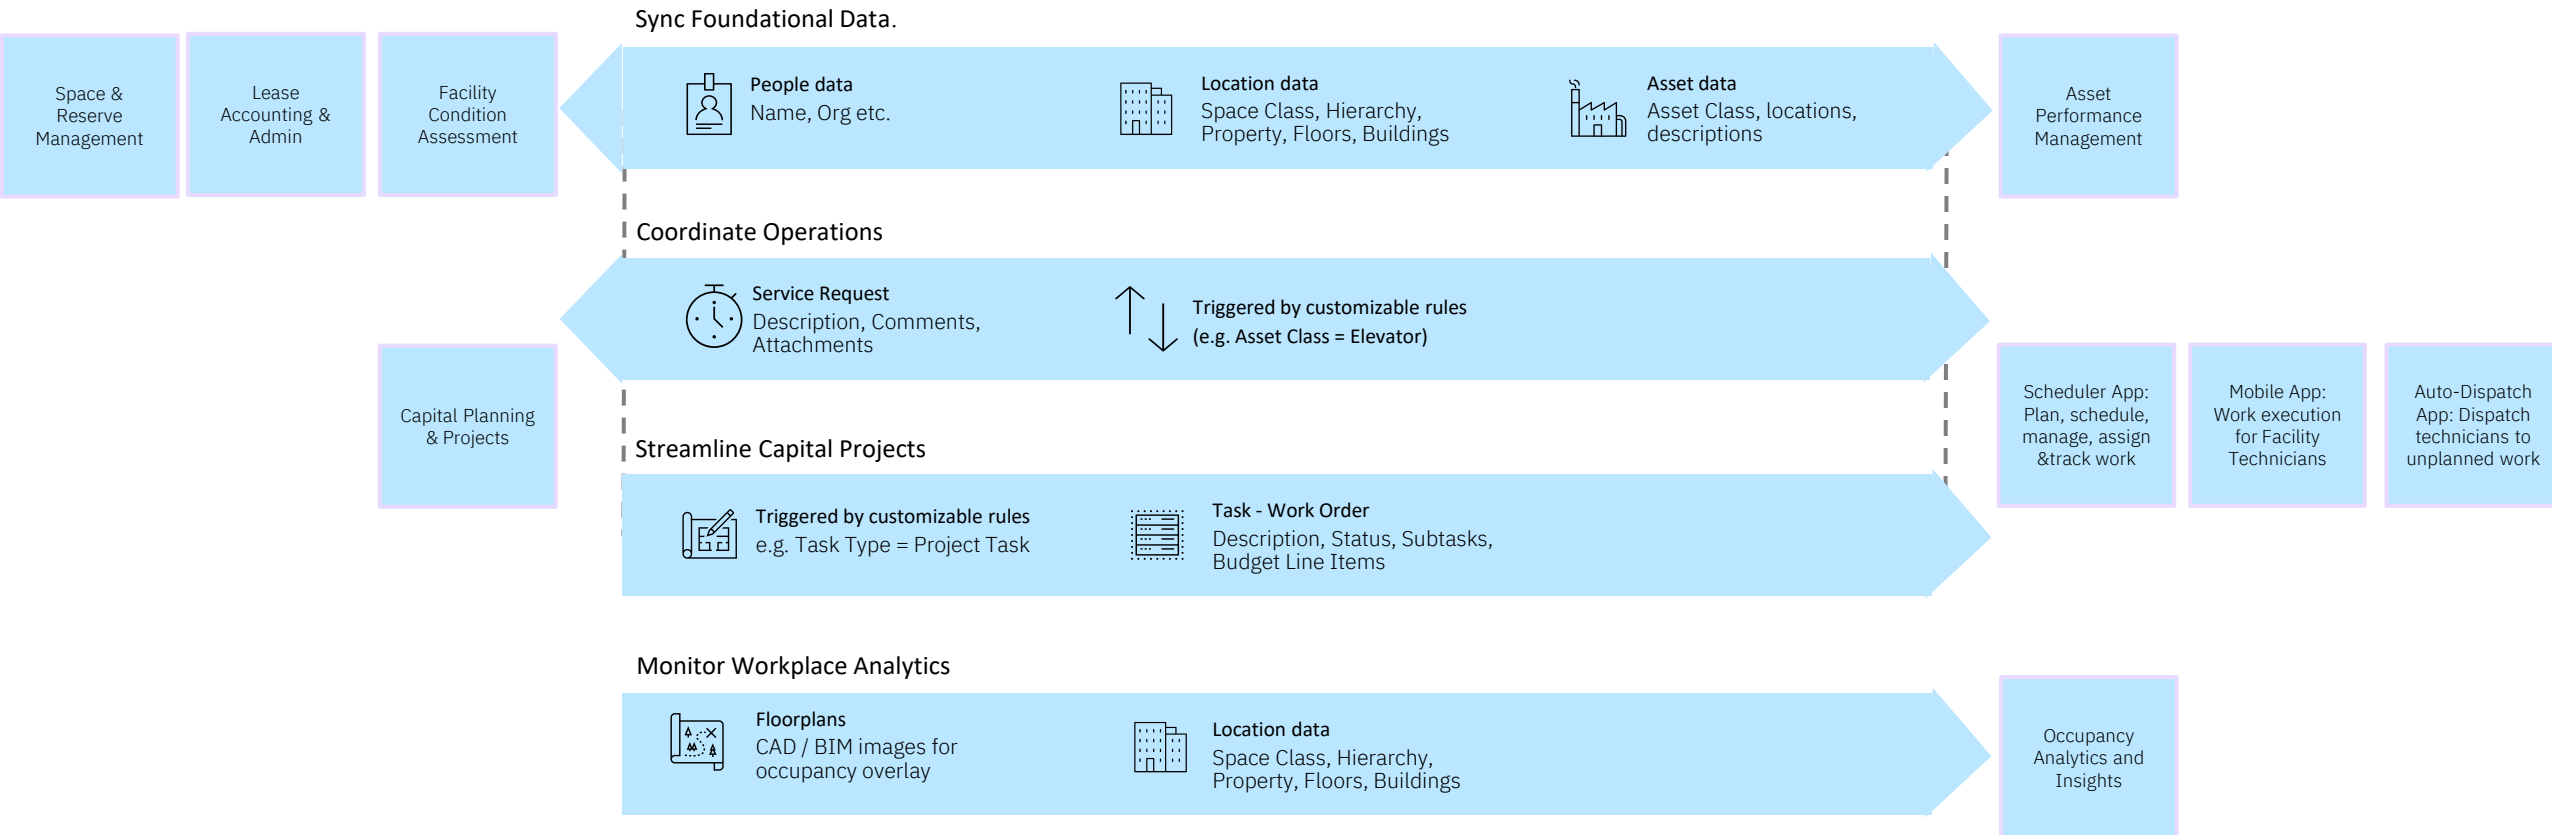 Sync Foundational Data.
Space &
Reserve
Management
Lease
Accounting &
Admin
Facility
Condition
Assessment
People data
Name, Org etc.
Location data
Space Class, Hierarchy,
Property, Floors, Buildings
Asset data
Asset Class, locations,
descriptions
Asset
Performance
Management
Coordinate Operations
Service Request
Description, Comments,
Attachments
Triggered by customizable rules
(e.g. Asset Class = Elevator)
Capital Planning
& Projects
Scheduler App:
Plan, schedule,
manage, assign
&track work
Mobile App:
Work execution
for Facility
Technicians
Auto-Dispatch
App: Dispatch
technicians to
unplanned work
Streamline Capital Projects
Triggered by customizable rules
e.g. Task Type = Project Task
Task - Work Order
Description, Status, Subtasks,
Budget Line Items
Monitor Workplace Analytics
Floorplans
CAD / BIM images for
occupancy overlay
Location data
Space Class, Hierarchy,
Property, Floors, Buildings
Occupancy
Analytics and
Insights